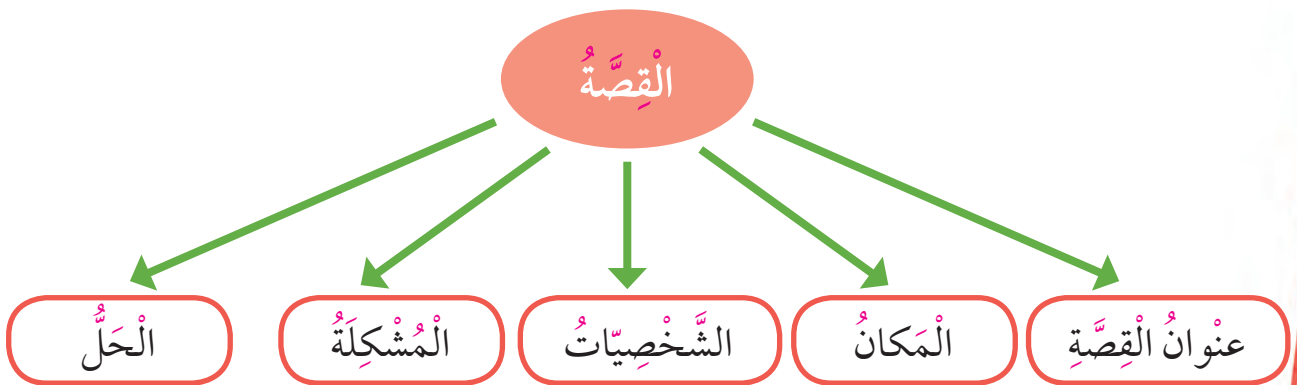 الْقِصَّةُ
عنْوانُ الْقِصَّةِ
الْمَكانُ
الشَّخْصِيّاتُ
الْمُشْكِلَةُ
الْحَلُّ